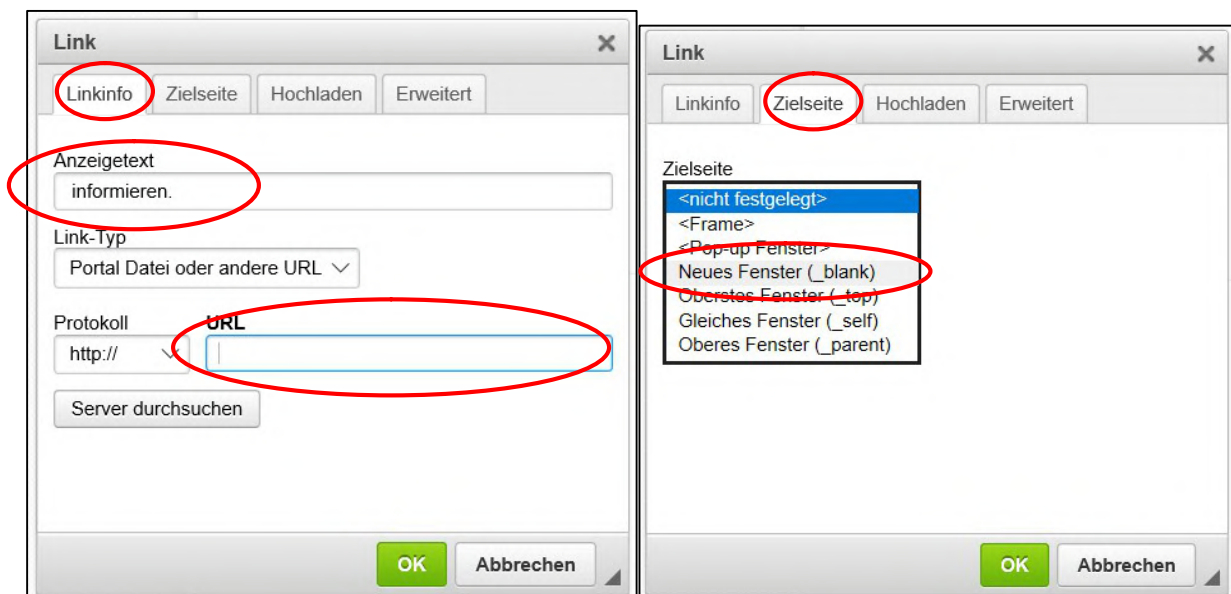 Link
Linkinfo Zielseite Hochladen Erweitert
Anzeigetext
informieren.
Link-Typ
Portal Datei oder andere URL
Protokoll URL
http://
Server durchsuchen
OK Abbrechen
Link
Linkinfo Zielseite Hochladen Erweitert
Zielseite
<nicht festgelegt>
<Frame>
<Pop-up Fenster>
Neues Fenster (_blank)
Oberstes Fenster (_top)
Gleiches Fenster (_self)
Oberes Fenster (_parent)
OK Abbrechen